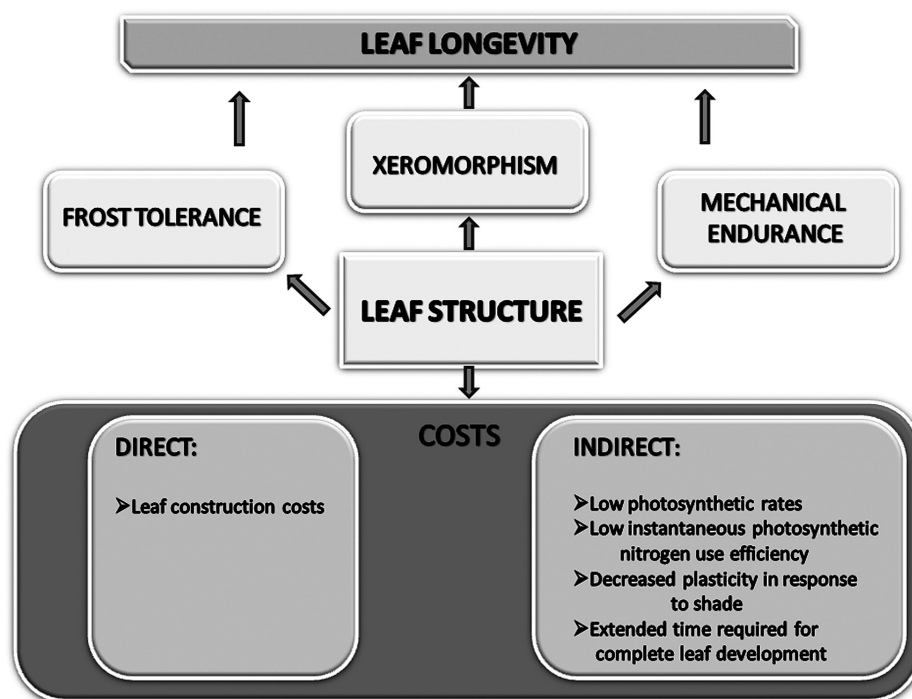 LEAF LONGEVITY
XEROMORPHISM
FROST TOLERANCE
MECHANICAL
ENDURANCE
LEAF STRUCTURE
COSTS
DIRECT:
➢Leaf construction costs
INDIRECT:
➢Low photosynthetic rates
➢Low instantaneous photosynthetic
nitrogen use efficiency
➢Decreased plasticity in response
to shade
➢Extended time required for
complete leaf development